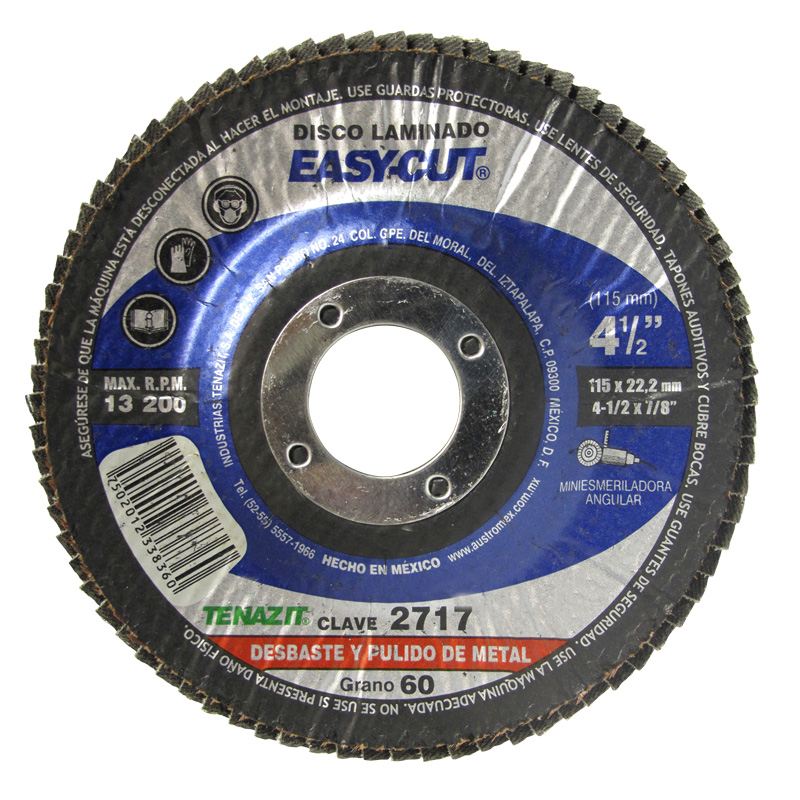 ASEGÚRESE DE QUE LA MÁQUINA ESTÁ DESCONECTADA AL HACER EL MONTAJE. USE GUARDAS PROTECTORAS. USE LENTES DE SEGURIDAD, TAPONES AUDITIVOS Y CUBRE BOCAS. USE GUANTES DE SEGURIDAD. USE LA MÁQUINA ADECUADA. NO SE USE SI PRESENTA DAÑO FÍSICO.
DISCO LAMINADO
EASY-CUT®
INDUSTRIAS TENAZIT, SAN PEDRO NO. 24 COL. GPE. DEL MORAL, DEL. IZTAPALAPA, C.P. 09300 MÉXICO, D. F.
(115 mm)
4 1/2"
MAX. R.P.M.
13 200
115 x 22,2 mm
4-1/2 x 7/8"
MINIESMERILADORA
ANGULAR
7502012338360
Tel. (52-55) 5557-1966
HECHO EN MÉXICO
www.austromex.com.mx
TENAZIT® CLAVE 2717
DESBASTE Y PULIDO DE METAL
Grano 60